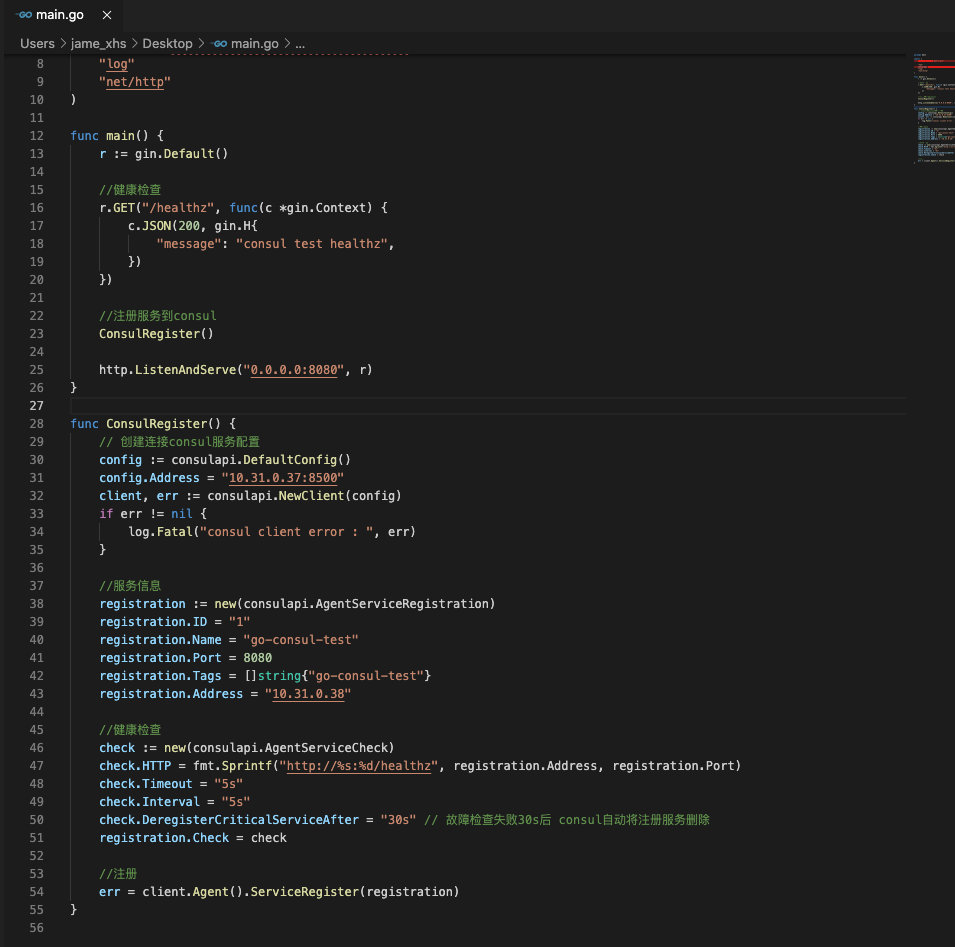 GO main.go ×
Users > jame_xhs > Desktop > GO main.go > ...
8 "log"
9 "net/http"
10 )
11
12 func main() {
13     r := gin.Default()
14
15     //健康检查
16     r.GET("/healthz", func(c *gin.Context) {
17         c.JSON(200, gin.H{
18             "message": "consul test healthz",
19         })
20     })
21
22     //注册服务到consul
23     ConsulRegister()
24
25     http.ListenAndServe("0.0.0.0:8080", r)
26 }
27
28 func ConsulRegister() {
29     // 创建连接consul服务配置
30     config := consulapi.DefaultConfig()
31     config.Address = "10.31.0.37:8500"
32     client, err := consulapi.NewClient(config)
33     if err != nil {
34         log.Fatal("consul client error : ", err)
35     }
36
37     //服务信息
38     registration := new(consulapi.AgentServiceRegistration)
39     registration.ID = "1"
40     registration.Name = "go-consul-test"
41     registration.Port = 8080
42     registration.Tags = []string{"go-consul-test"}
43     registration.Address = "10.31.0.38"
44
45     //健康检查
46     check := new(consulapi.AgentServiceCheck)
47     check.HTTP = fmt.Sprintf("http://%s:%d/healthz", registration.Address, registration.Port)
48     check.Timeout = "5s"
49     check.Interval = "5s"
50     check.DeregisterCriticalServiceAfter = "30s" // 故障检查失败30s后 consul自动将注册服务删除
51     registration.Check = check
52
53     //注册
54     err = client.Agent().ServiceRegister(registration)
55 }
56